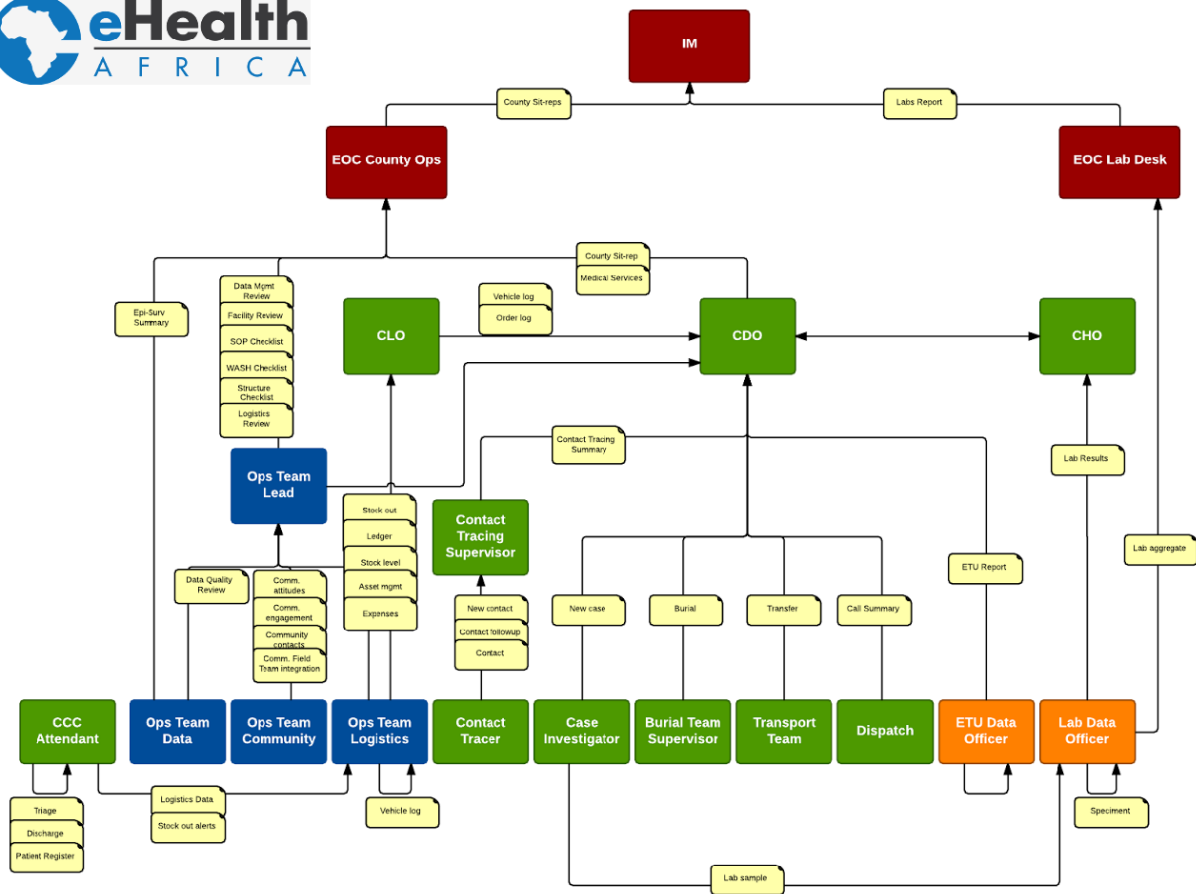 eHealth
AFRICA
IM
County Sit-reps
Labs Report
EOC County Ops
EOC Lab Desk
County Sit-rep
Medical Services
Data Mgmt
Review
Facility Review
SOP Checklist
WASH Checklist
Structure
Checklist
Logistics
Review
Epi-Surv
Summary
Vehicle log
Order log
CLO
CDO
CHO
Contact Tracing
Summary
Lab Results
Ops Team
Lead
Stock out
Ledger
Stock level
Asset mgmt
Expenses
Contact
Tracing
Supervisor
Lab aggregate
ETU Report
Data Quality
Review
Comm.
attitudes
Comm.
engagement
Community
contacts
Comm. Field
Team integration
New contact
Contact followup
Contact
New case
Burial
Transfer
Call Summary
CCC
Attendant
Ops Team
Data
Ops Team
Community
Ops Team
Logistics
Contact
Tracer
Case
Investigator
Burial Team
Supervisor
Transport
Team
Dispatch
ETU Data
Officer
Lab Data
Officer
Triage
Discharge
Patient Register
Logistics Data
Stock out alerts
Vehicle log
Speciment
Lab sample